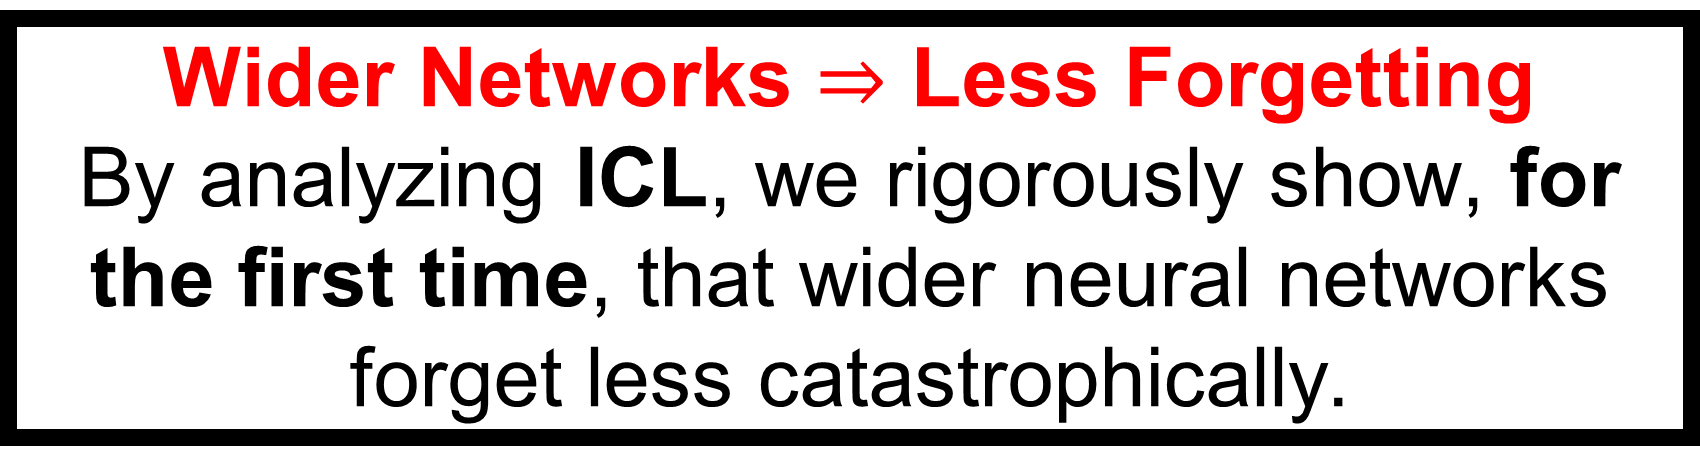 Wider Networks ⇒ Less Forgetting
By analyzing ICL, we rigorously show, for
the first time, that wider neural networks
forget less catastrophically.